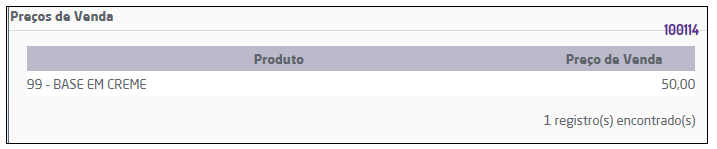 Preços de Venda
100114
Produto Preço de Venda
99 - BASE EM CREME 50,00
1 registro(s) encontrado(s)